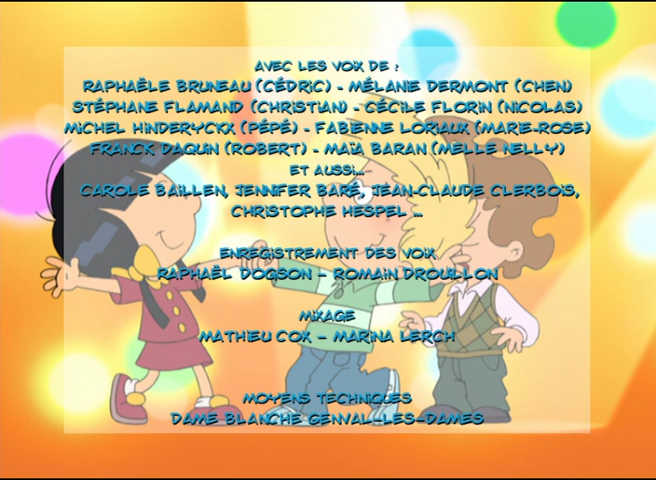 AVEC LES VOIX DE :
RAPHAËLE BRUNEAU (CÉDRIC) - MÉLANIE DERMONT (CHEN)
STÉPHANE FLAMAND (CHRISTIAN) - CÉCILE FLORIN (NICOLAS)
MICHEL HINDERYCKX (PÉPÉ) - FABIENNE LORIAUX (MARIE-ROSE)
FRANCK DAQUIN (ROBERT) - MAÏA BARAN (MELLE NELLY)
ET AUSSI...
CAROLE BAILLEN, JENNIFER BARÉ, JEAN-CLAUDE CLERBOIS,
CHRISTOPHE HESPEL ...
ENREGISTREMENT DES VOIX
RAPHAËL DOGSON - ROMAIN DROUILLON
MIXAGE
MATHIEU COX - MARINA LERCH
MOYENS TECHNIQUES
DAME BLANCHE GENVAL-LES-DAMES